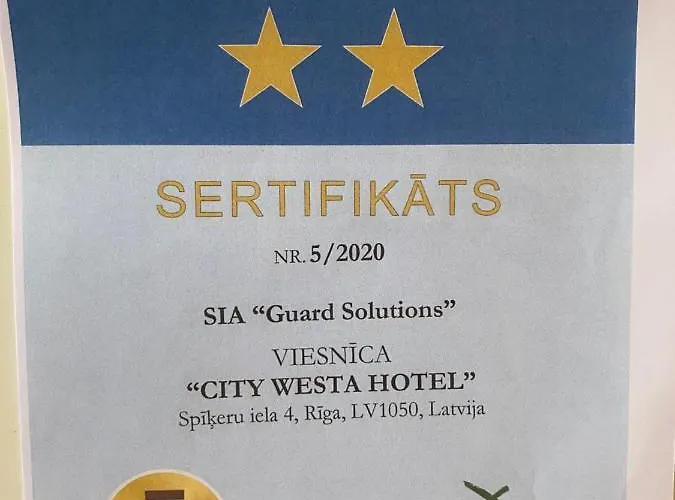 SERTIFIKĀTS
NR. 5/2020
SIA “Guard Solutions”
VIESNĪCA
“CITY WESTA HOTEL”
Spīķeru iela 4, Rīga, LV1050, Latvija